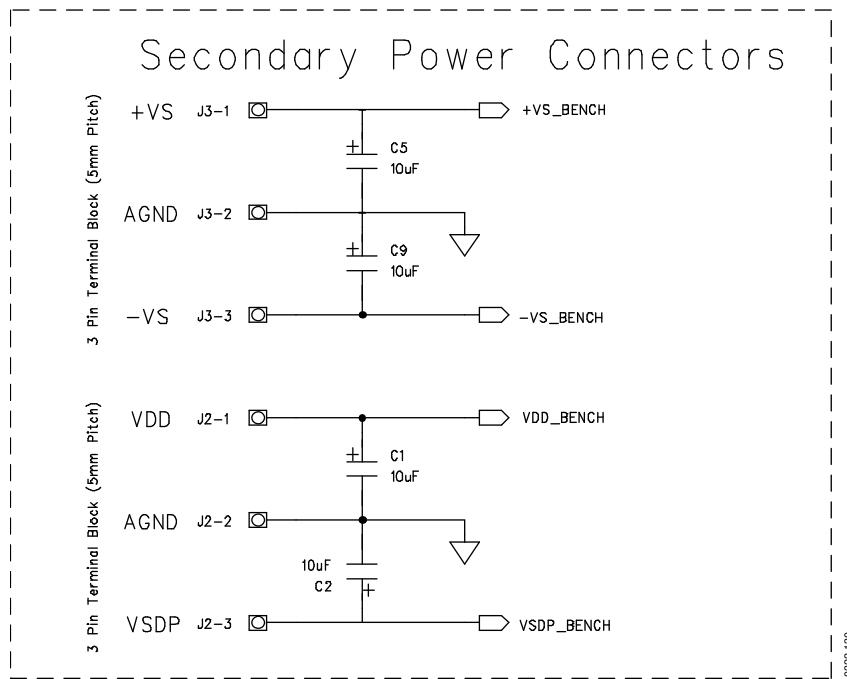 Secondary Power Connectors
3 Pin Terminal Block (5mm Pitch)
+VS J3-1 +VS_BENCH
+ C5
10uF
AGND J3-2
+ C9
10uF
-VS J3-3 -VS_BENCH
3 Pin Terminal Block (5mm Pitch)
VDD J2-1 VDD_BENCH
+ C1
10uF
AGND J2-2
10uF
C2 +
VSDP J2-3 VSDP_BENCH